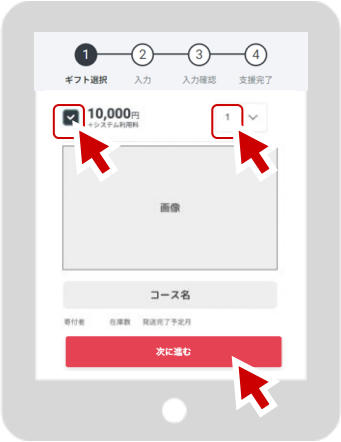 1 2 3 4
ギフト選択 入力 入力確認 支援完了
10,000円 1
+システム利用料
画像
コース名
寄付者 在庫数 発送完了予定月
次に進む